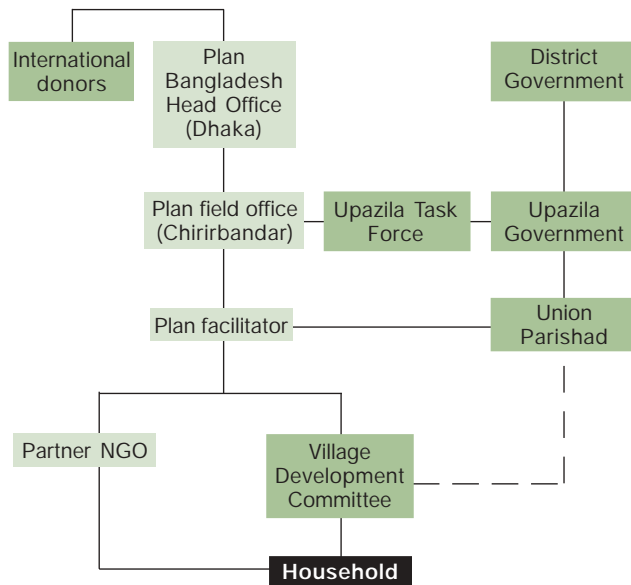 International
donors
Plan
Bangladesh
Head Office
(Dhaka)
District
Government
Plan field office
(Chirirbandar)
Upazila Task
Force
Upazila
Government
Plan facilitator
Union
Parishad
Partner NGO
Village
Development
Committee
Household